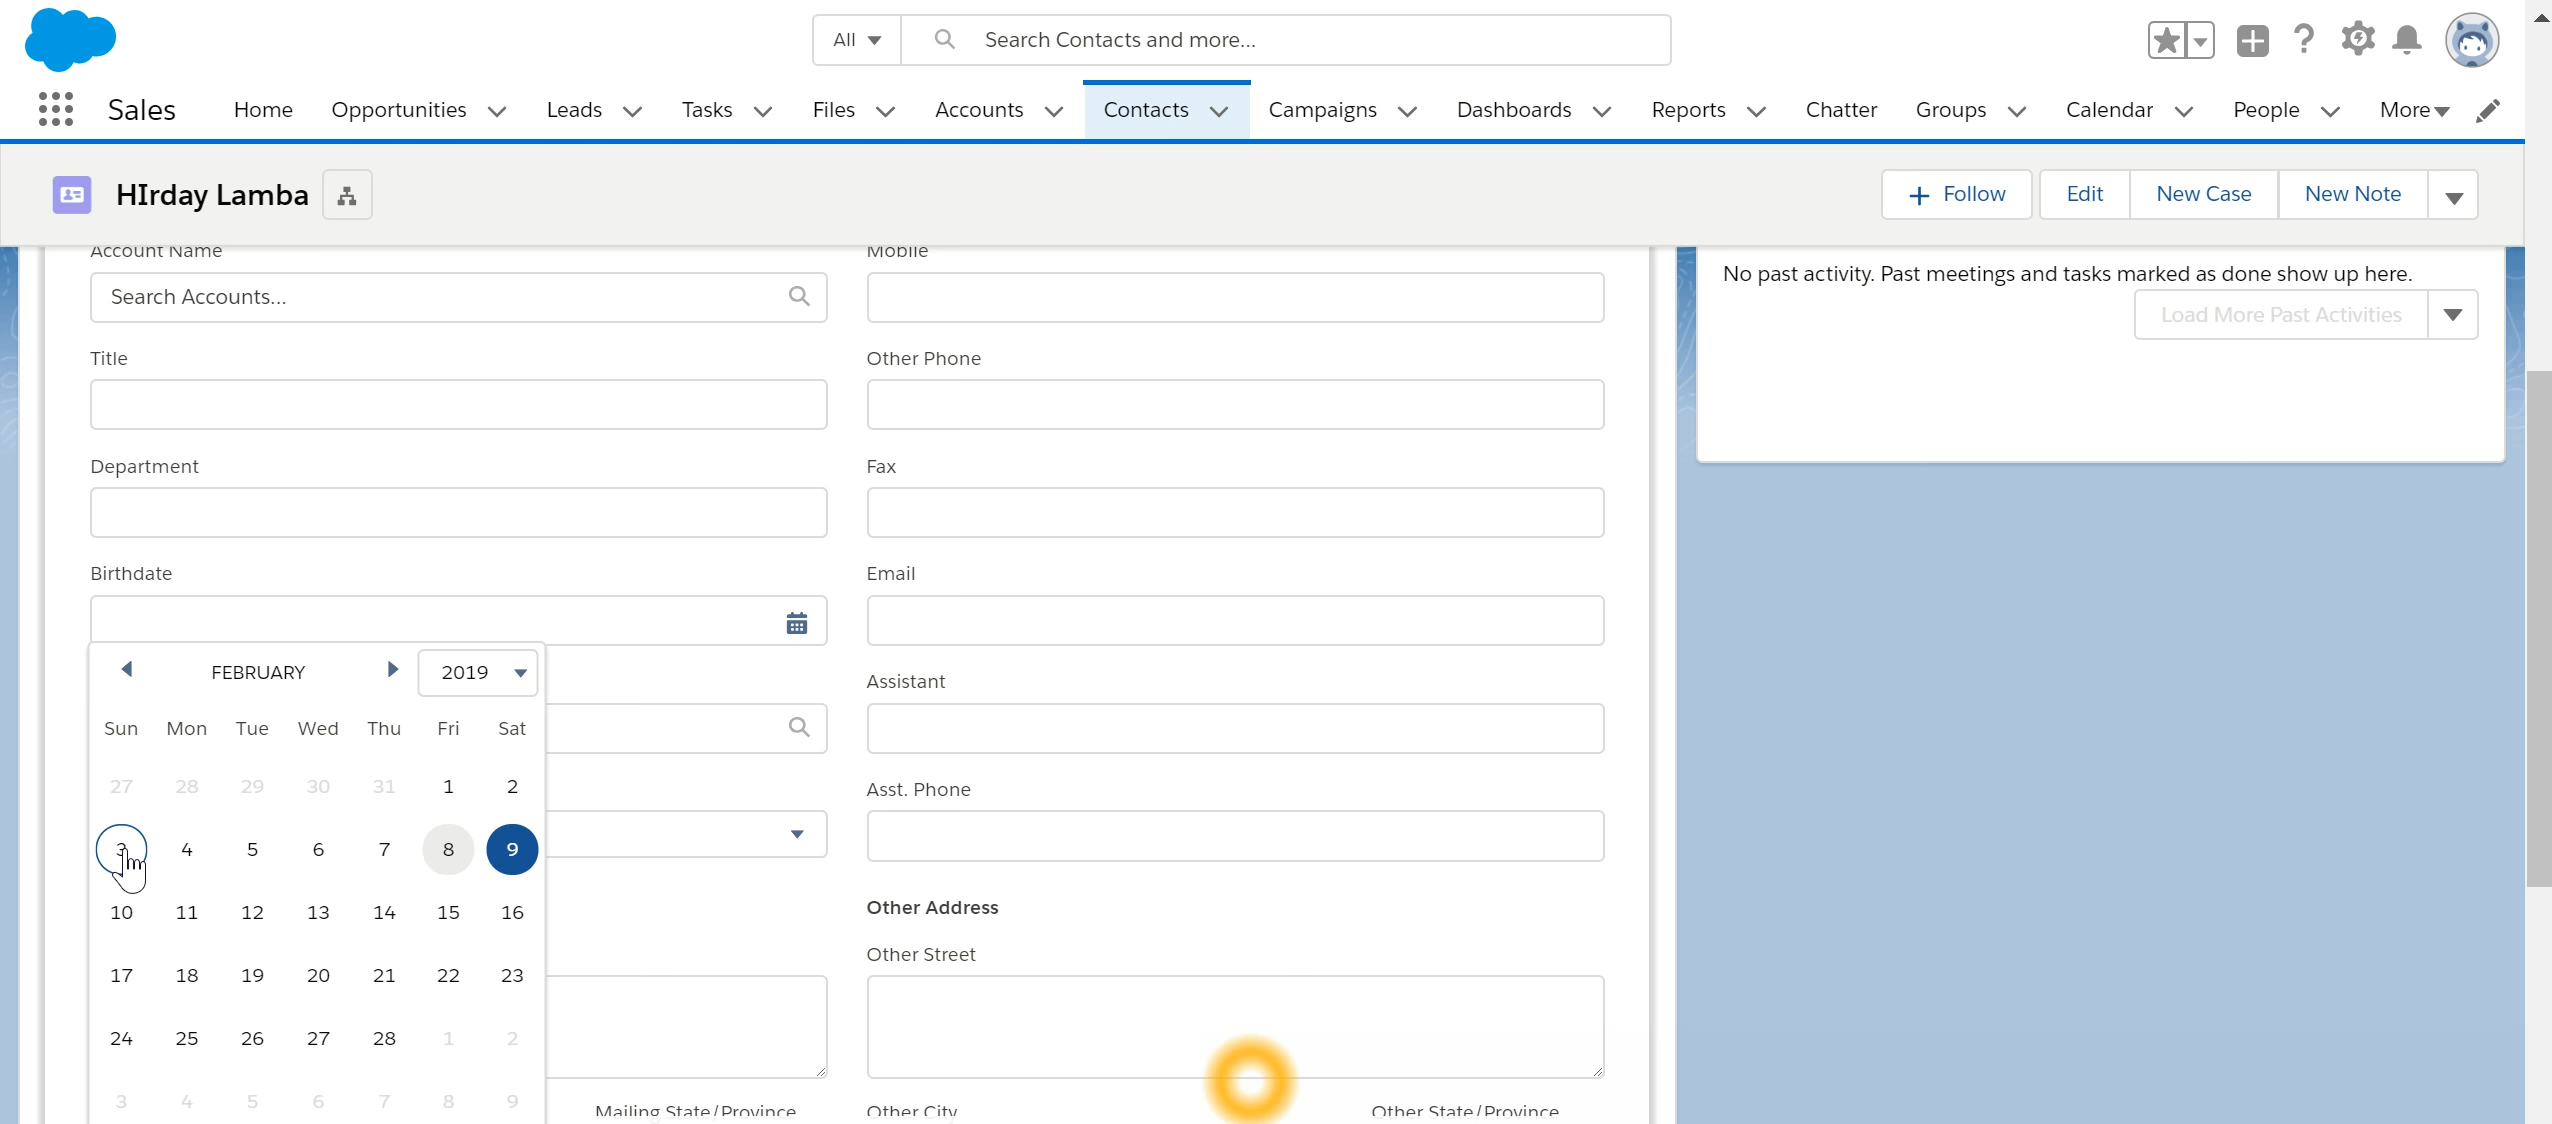 All
Search Contacts and more...
Sales
Home
Opportunities
Leads
Tasks
Files
Accounts
Contacts
Campaigns
Dashboards
Reports
Chatter
Groups
Calendar
People
More
HIrday Lamba
Follow
Edit
New Case
New Note
Account Name
Mobile
Search Accounts...
No past activity. Past meetings and tasks marked as done show up here.
Load More Past Activities
Title
Other Phone
Department
Fax
Birthdate
Email
FEBRUARY
2019
Assistant
Sun Mon Tue Wed Thu Fri Sat
27 28 29 30 31 1 2
Asst. Phone
3 4 5 6 7 8 9
10 11 12 13 14 15 16
Other Address
Other Street
17 18 19 20 21 22 23
24 25 26 27 28 1 2
3 4 5 6 7 8 9
Mailing State/Province
Other City
Other State/Province